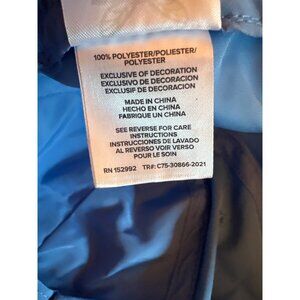 100% POLYESTER/POLIESTER/
POLYESTER
EXCLUSIVE OF DECORATION
EXCLUSIVO DE DECORACION
EXCLUSIF DE DECORATION
MADE IN CHINA
HECHO EN CHINA
FABRIQUE UN CHINA
SEE REVERSE FOR CARE
INSTRUCTIONS
INSTRUCCIONES DE LAVADO
AL REVERSO VOIR VERSO
POUR LE SOIN
RN 152992 TR#: C75-30866-2021